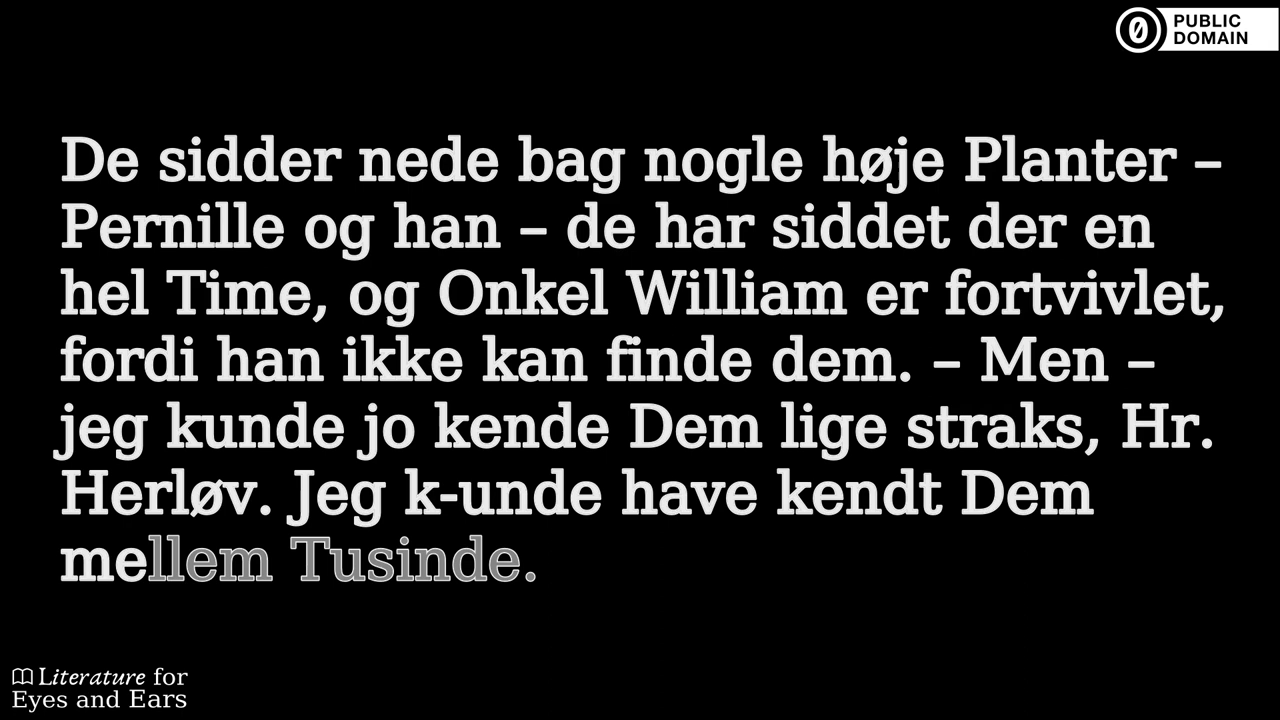 PUBLIC
DOMAIN
De sidder nede bag nogle høje Planter –
Pernille og han – de har siddet der en
hel Time, og Onkel William er fortvivlet,
fordi han ikke kan finde dem. – Men –
jeg kunde jo kende Dem lige straks, Hr.
Herløv. Jeg k-unde have kendt Dem
mellem Tusinde.
Literature for
Eyes and Ears